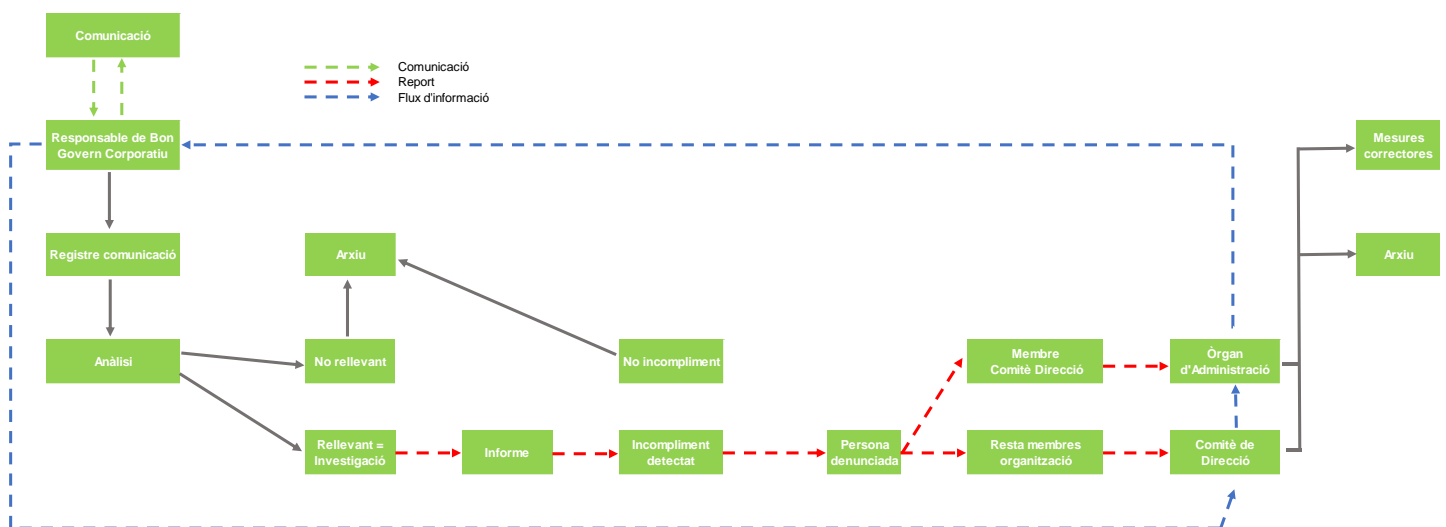 Comunicació
Comunicació
Report
Flux d'informació
Responsable de Bon
Govern Corporatiu
Mesures
correctores
Registre comunicació
Arxiu
Arxiu
Anàlisi
No rellevant
No incompliment
Membre
Comitè Direcció
Òrgan
d'Administració
Rellevant =
Investigació
Informe
Incompliment
detectat
Persona
denunciada
Resta membres
organització
Comitè de
Direcció